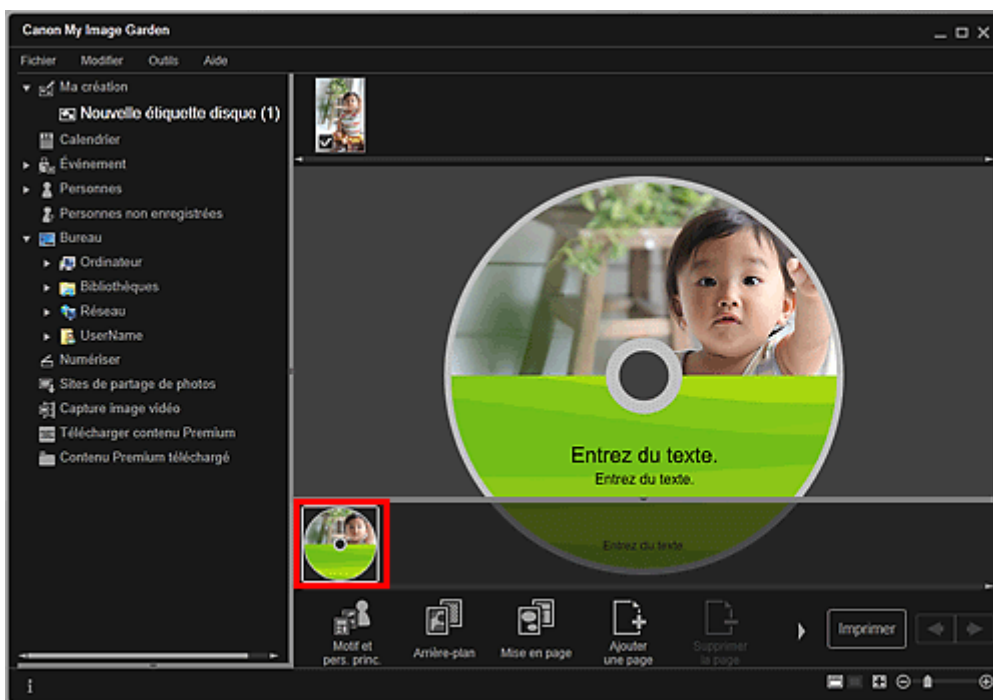 Canon My Image Garden
Fichier Modifier Outils Aide
Ma création
Nouvelle étiquette disque (1)
Calendrier
Événement
Personnes
Personnes non enregistrées
Bureau
Ordinateur
Bibliothèques
Réseau
UserName
Numériser
Sites de partage de photos
Capture image vidéo
Télécharger contenu Premium
Contenu Premium téléchargé
Entrez du texte.
Entrez du texte.
Entrez du texte
Motif et
pers. princ.
Arrière-plan
Mise en page
Ajouter
une page
Supprimer
la page
Imprimer